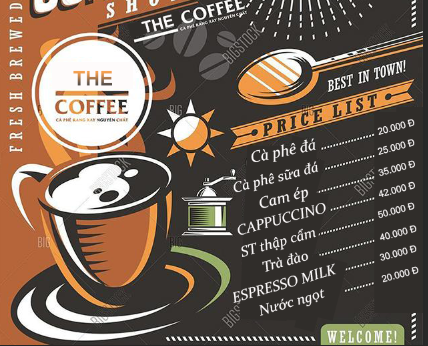 FRESH BREWED
THE COFFEE
CÀ PHÊ RANG XAY NGUYÊN CHẤT
THE
COFFEE
CÀ PHÊ RANG XAY NGUYÊN CHẤT
BEST IN TOWN!
PRICE LIST
Cà phê đá 20.000 Đ
Cà phê sữa đá 25.000 Đ
Cam ép 35.000 Đ
CAPPUCCINO 42.000 Đ
ST thập cẩm 50.000 Đ
Trà đào 40.000 Đ
ESPRESSO MILK 30.000 Đ
Nước ngọt 20.000 Đ
WELCOME!